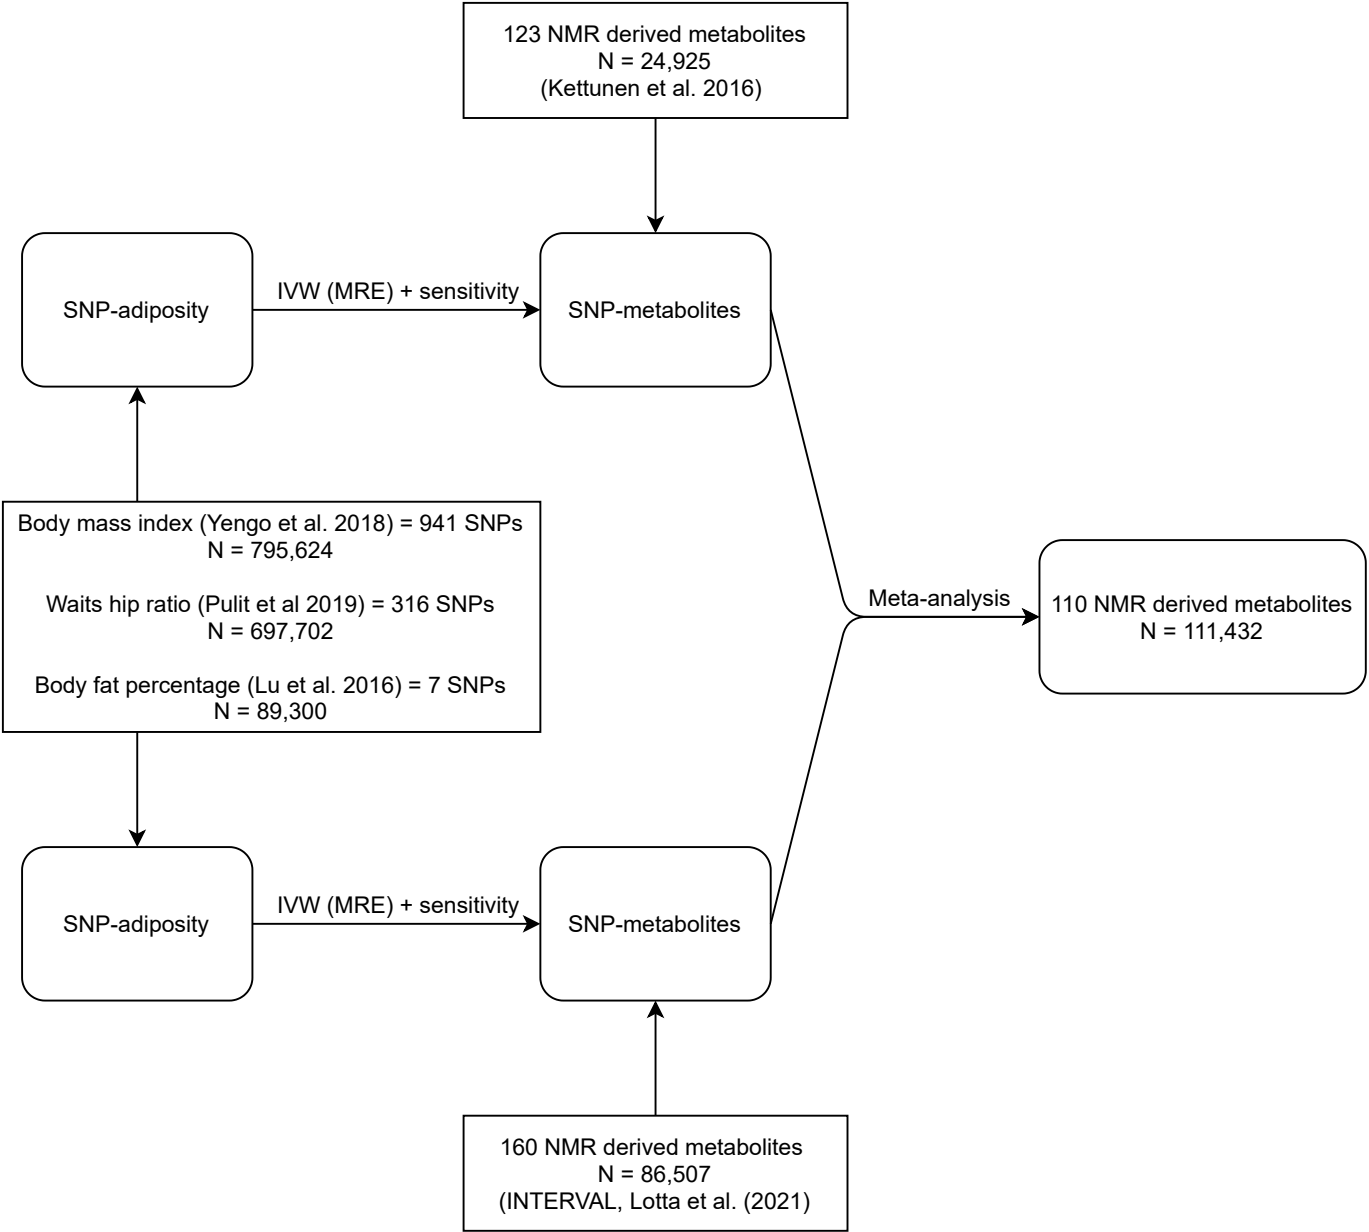 123 NMR derived metabolites
N = 24,925
(Kettunen et al. 2016)
SNP-adiposity
IVW (MRE) + sensitivity
SNP-metabolites
Body mass index (Yengo et al. 2018) = 941 SNPs
N = 795,624
Waits hip ratio (Pulit et al 2019) = 316 SNPs
N = 697,702
Body fat percentage (Lu et al. 2016) = 7 SNPs
N = 89,300
Meta-analysis
110 NMR derived metabolites
N = 111,432
SNP-adiposity
IVW (MRE) + sensitivity
SNP-metabolites
160 NMR derived metabolites
N = 86,507
(INTERVAL, Lotta et al. (2021)